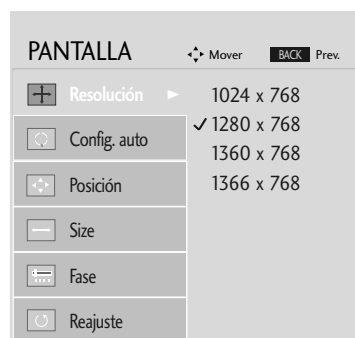 PANTALLA Mover BACK Prev.
Resolución 1024 x 768
Config. auto 1280 x 768
1360 x 768
Posición 1366 x 768
Size
Fase
Reajuste